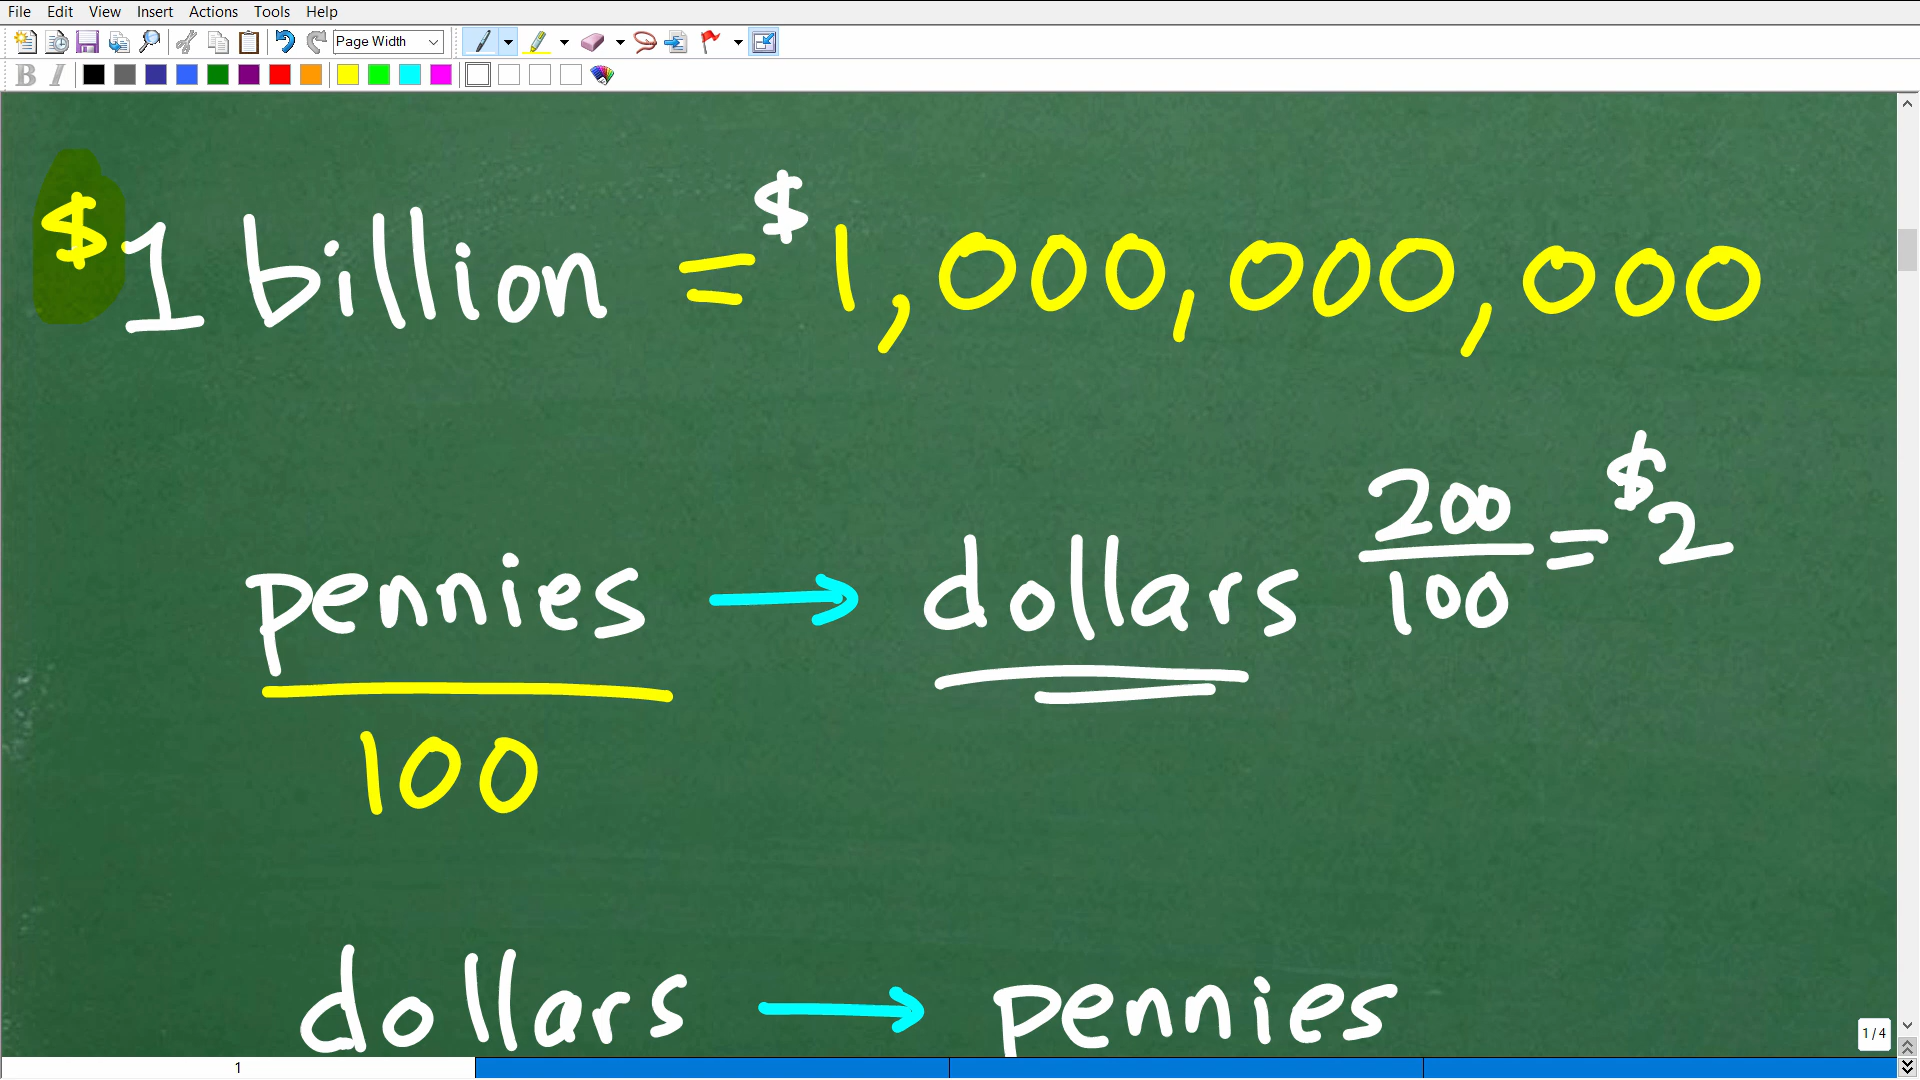 File Edit View Insert Actions Tools Help
Page Width
B I
$1 billion = $1,000,000,000
pennies → dollars 200/100 = $2
100
dollars → pennies
1 / 4
1